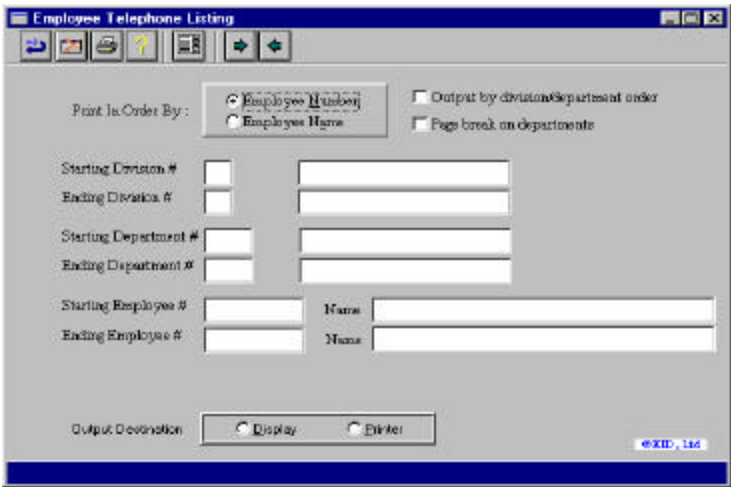 Employee Telephone Listing
Print In Order By :
Employee Number
Employee Name
Output by division/department order
Page break on departments
Starting Division #
Ending Division #
Starting Department #
Ending Department #
Starting Employee # Name
Ending Employee # Name
Output Destination Display Printer
©XID, Ltd